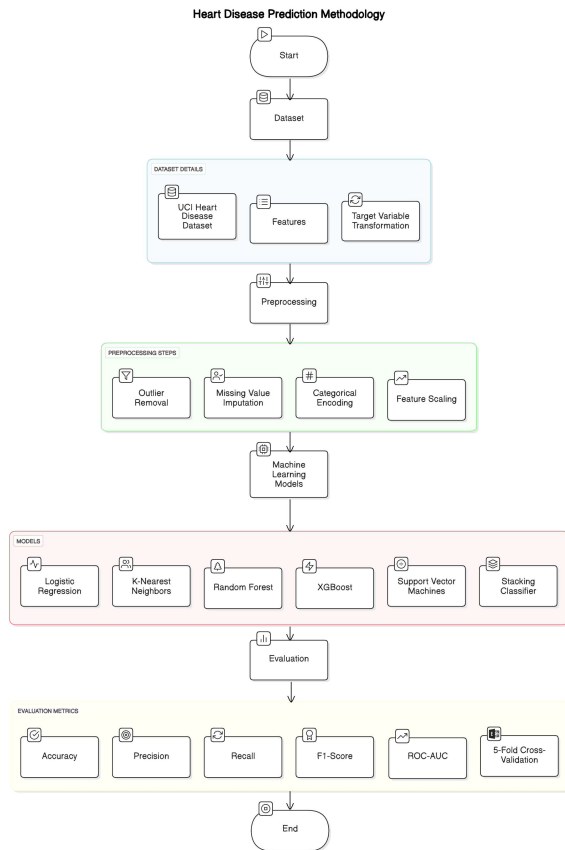 Heart Disease Prediction Methodology
Start
Dataset
DATASET DETAILS
UCI Heart
Disease
Dataset
Features
Target Variable
Transformation
Preprocessing
PREPROCESSING STEPS
Outlier
Removal
Missing Value
Imputation
Categorical
Encoding
Feature Scaling
Machine
Learning
Models
MODELS
Logistic
Regression
K-Nearest
Neighbors
Random Forest
XGBoost
Support Vector
Machines
Stacking
Classifier
Evaluation
EVALUATION METRICS
Accuracy
Precision
Recall
F1-Score
ROC-AUC
5-Fold Cross-
Validation
End